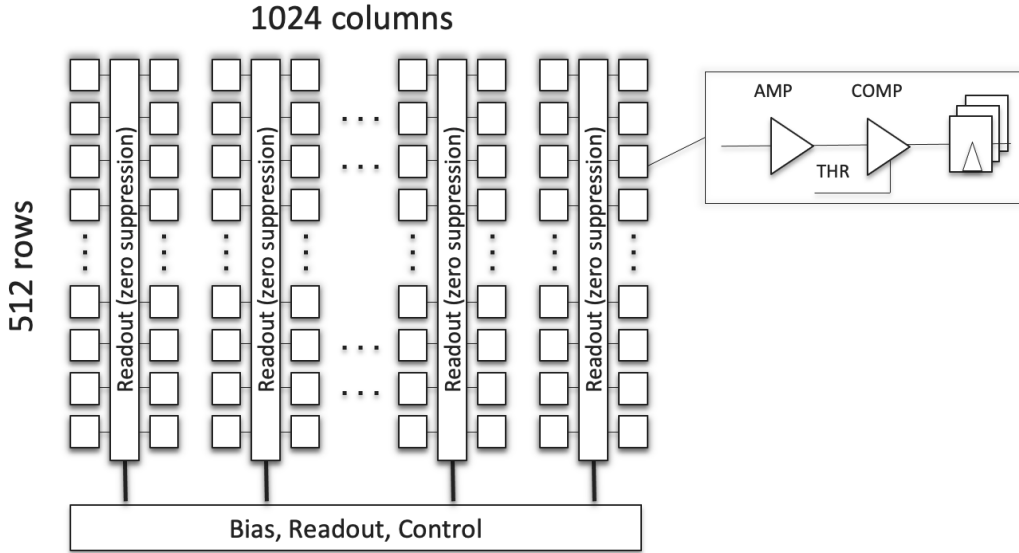 1024 columns
512 rows
Readout (zero suppression)
Readout (zero suppression)
Readout (zero suppression)
Readout (zero suppression)
AMP
COMP
THR
Bias, Readout, Control